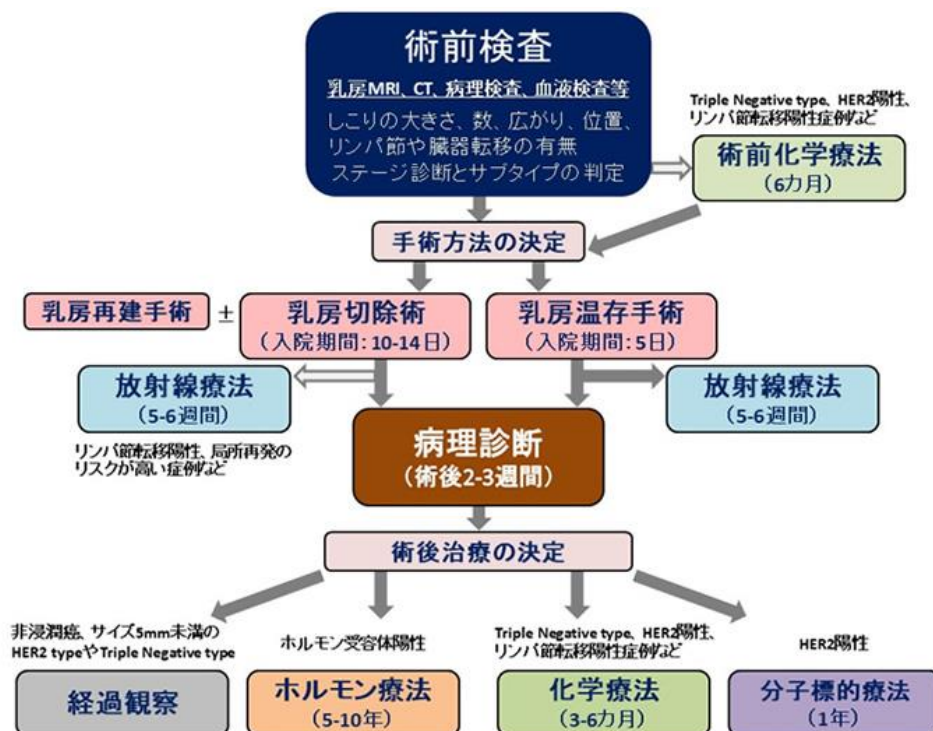 術前検査
乳房MRI、CT、病理検査、血液検査等
しこりの大きさ、数、広がり、位置、
リンパ節や臓器転移の有無
ステージ診断とサブタイプの判定
Triple Negative type、HER2陽性、
リンパ節転移陽性症例など
術前化学療法
(6カ月)
手術方法の決定
乳房再建手術
±
乳房切除術
(入院期間:10-14日)
乳房温存手術
(入院期間:5日)
放射線療法
(5-6週間)
リンパ節転移陽性、局所再発の
リスクが高い症例など
放射線療法
(5-6週間)
病理診断
(術後2-3週間)
術後治療の決定
非浸潤癌、サイズ5mm未満の
HER2 typeやTriple Negative type
経過観察
ホルモン受容体陽性
ホルモン療法
(5-10年)
Triple Negative type、HER2陽性、
リンパ節転移陽性症例など
化学療法
(3-6カ月)
HER2陽性
分子標的療法
(1年)